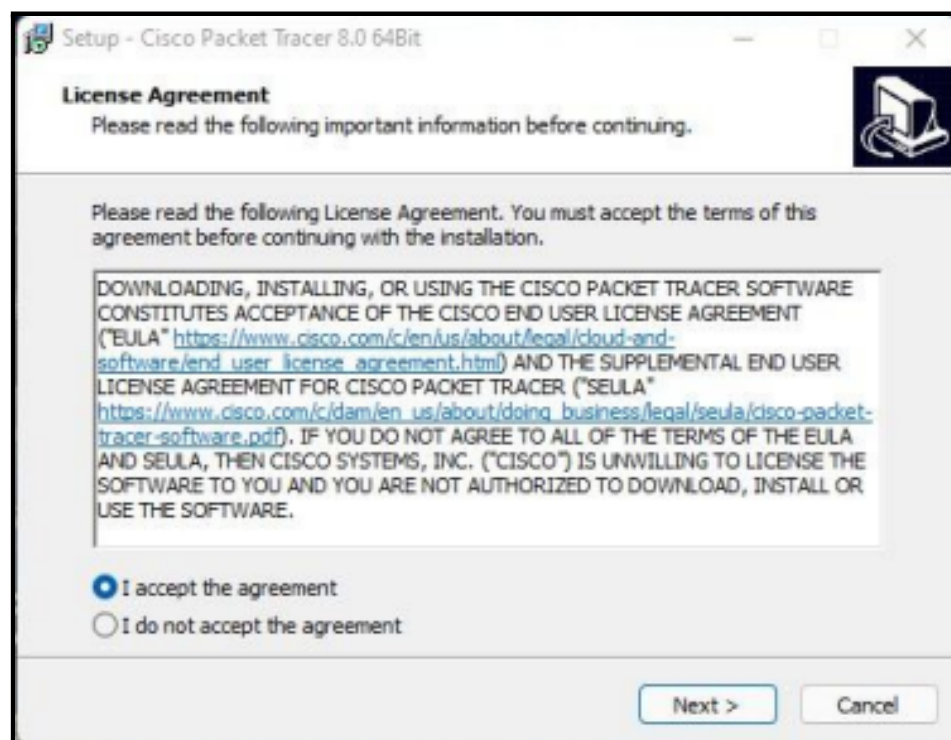 Setup - Cisco Packet Tracer 8.0 64Bit
License Agreement
Please read the following important information before continuing.
Please read the following License Agreement. You must accept the terms of this
agreement before continuing with the installation.
DOWNLOADING, INSTALLING, OR USING THE CISCO PACKET TRACER SOFTWARE
CONSTITUTES ACCEPTANCE OF THE CISCO END USER LICENSE AGREEMENT
("EULA" https://www.cisco.com/c/en/us/about/legal/cloud-and-
software/end_user_license_agreement.html) AND THE SUPPLEMENTAL END USER
LICENSE AGREEMENT FOR CISCO PACKET TRACER ("SEULA"
https://www.cisco.com/c/dam/en_us/about/doing_business/legal/seula/cisco-packet-
tracer-software.pdf). IF YOU DO NOT AGREE TO ALL OF THE TERMS OF THE EULA
AND SEULA, THEN CISCO SYSTEMS, INC. ("CISCO") IS UNWILLING TO LICENSE THE
SOFTWARE TO YOU AND YOU ARE NOT AUTHORIZED TO DOWNLOAD, INSTALL OR
USE THE SOFTWARE.
I accept the agreement
I do not accept the agreement
Next >
Cancel